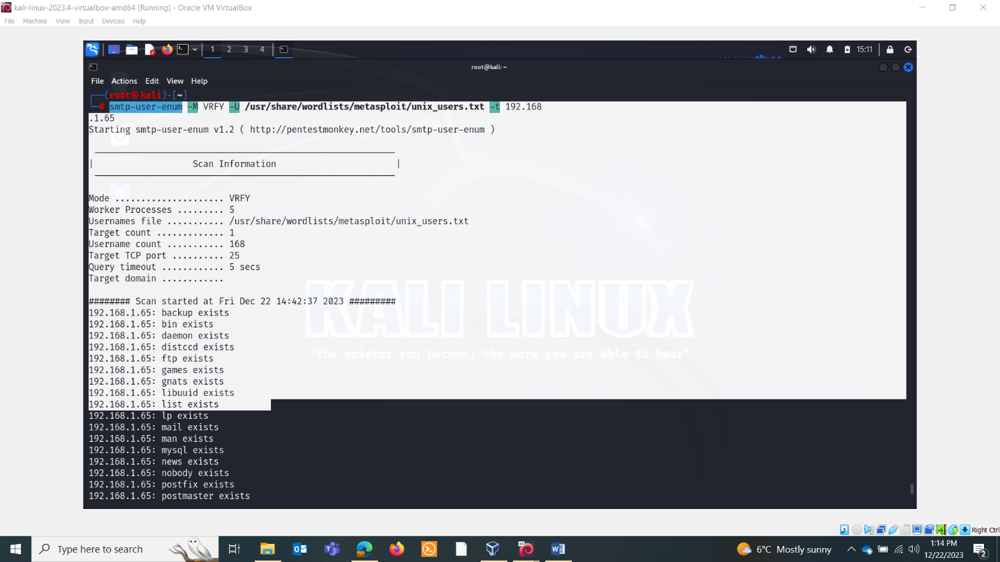 kali-linux-2023.4-virtualbox-amd64 [Running] - Oracle VM VirtualBox
File Machine View Input Devices Help
1 2 3 4
15:11
root@kali: ~
File Actions Edit View Help
(root㉿kali)-[~]
# smtp-user-enum -M VRFY -U /usr/share/wordlists/metasploit/unix_users.txt -t 192.168
.1.65
Starting smtp-user-enum v1.2 ( http://pentestmonkey.net/tools/smtp-user-enum )
| Scan Information |
Mode ..................... VRFY
Worker Processes ......... 5
Usernames file ........... /usr/share/wordlists/metasploit/unix_users.txt
Target count ............. 1
Username count ........... 168
Target TCP port .......... 25
Query timeout ............ 5 secs
Target domain ............
######## Scan started at Fri Dec 22 14:42:37 2023 #########
192.168.1.65: backup exists
192.168.1.65: bin exists
192.168.1.65: daemon exists
192.168.1.65: distccd exists
192.168.1.65: ftp exists
192.168.1.65: games exists
192.168.1.65: gnats exists
192.168.1.65: libuuid exists
192.168.1.65: list exists
192.168.1.65: lp exists
192.168.1.65: mail exists
192.168.1.65: man exists
192.168.1.65: mysql exists
192.168.1.65: news exists
192.168.1.65: nobody exists
192.168.1.65: postfix exists
192.168.1.65: postmaster exists
KALI LINUX
"the quieter you become, the more you are able to hear"
Right Ctrl
Type here to search
6°C Mostly sunny
1:14 PM
12/22/2023
2